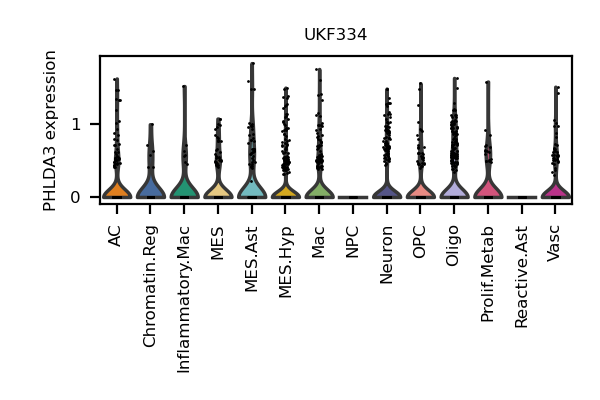 UKF334
PHLDA3 expression
1
0
AC
Chromatin.Reg
Inflammatory.Mac
MES
MES.Ast
MES.Hyp
Mac
NPC
Neuron
OPC
Oligo
Prolif.Metab
Reactive.Ast
Vasc